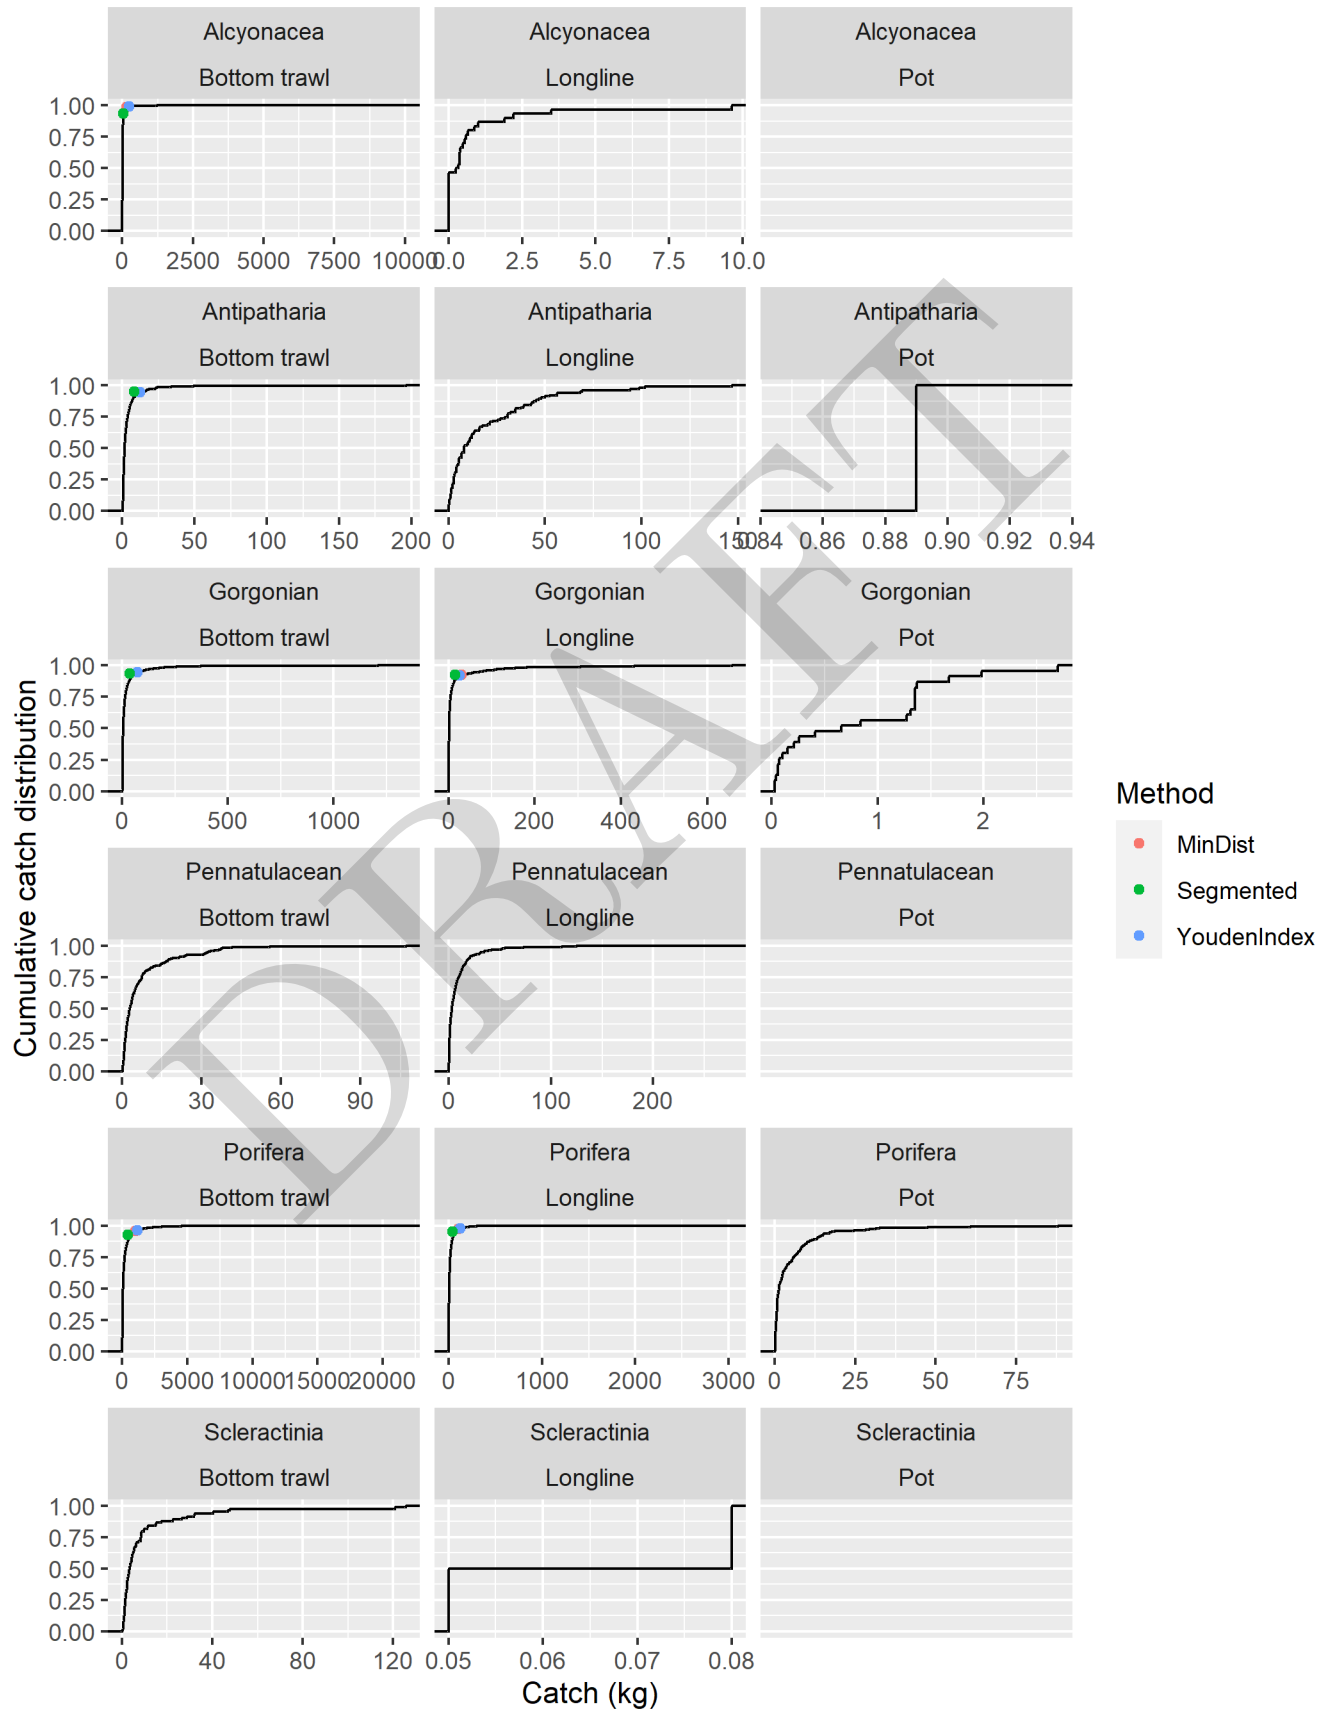 Alcyonacea Alcyonacea Alcyonacea
Bottom trawl Longline Pot
1.00
0.75
0.50
0.25
0.00
0 2500 5000 7500 10000 0.0 2.5 5.0 7.5 10.0
Antipatharia Antipatharia Antipatharia
Bottom trawl Longline Pot
1.00
0.75
0.50
0.25
0.00
0 50 100 150 200 0 50 100 150 0.84 0.86 0.88 0.90 0.92 0.94
Gorgonian Gorgonian Gorgonian
Bottom trawl Longline Pot
1.00
0.75
0.50
0.25
0.00
0 500 1000 0 200 400 600 0 1 2
Pennatulacean Pennatulacean Pennatulacean
Bottom trawl Longline Pot
1.00
0.75
0.50
0.25
0.00
0 30 60 90 0 100 200
Porifera Porifera Porifera
Bottom trawl Longline Pot
1.00
0.75
0.50
0.25
0.00
0 5000 10000 15000 20000 0 1000 2000 3000 0 25 50 75
Scleractinia Scleractinia Scleractinia
Bottom trawl Longline Pot
1.00
0.75
0.50
0.25
0.00
0 40 80 120 0.05 0.06 0.07 0.08
Catch (kg)
Cumulative catch distribution
Method
MinDist
Segmented
YoudenIndex
DRAFT